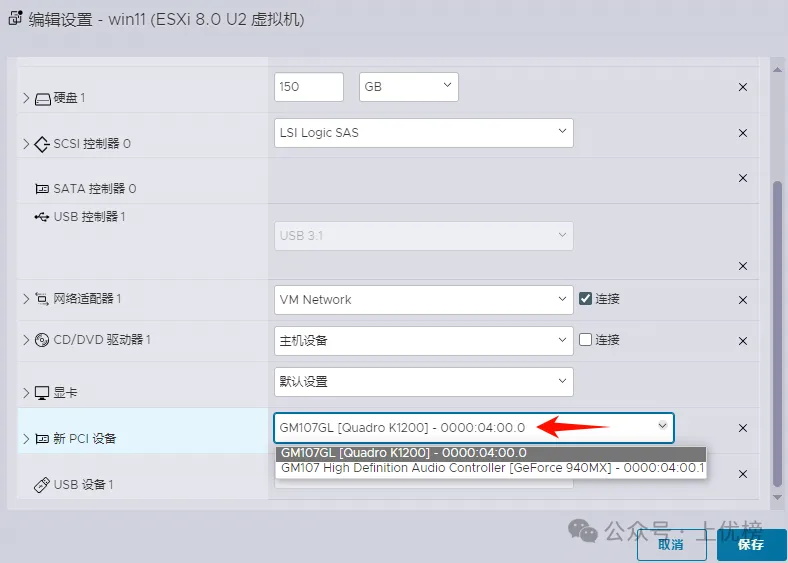 编辑设置 - win11 (ESXi 8.0 U2 虚拟机)
硬盘 1
150
GB
SCSI 控制器 0
LSI Logic SAS
SATA 控制器 0
USB 控制器 1
USB 3.1
网络适配器 1
VM Network
连接
CD/DVD 驱动器 1
主机设备
连接
显卡
默认设置
新 PCI 设备
GM107GL [Quadro K1200] - 0000:04:00.0
GM107GL [Quadro K1200] - 0000:04:00.0
GM107 High Definition Audio Controller [GeForce 940MX] - 0000:04:00.1
USB 设备 1
公众号 · 上优榜
取消
保存